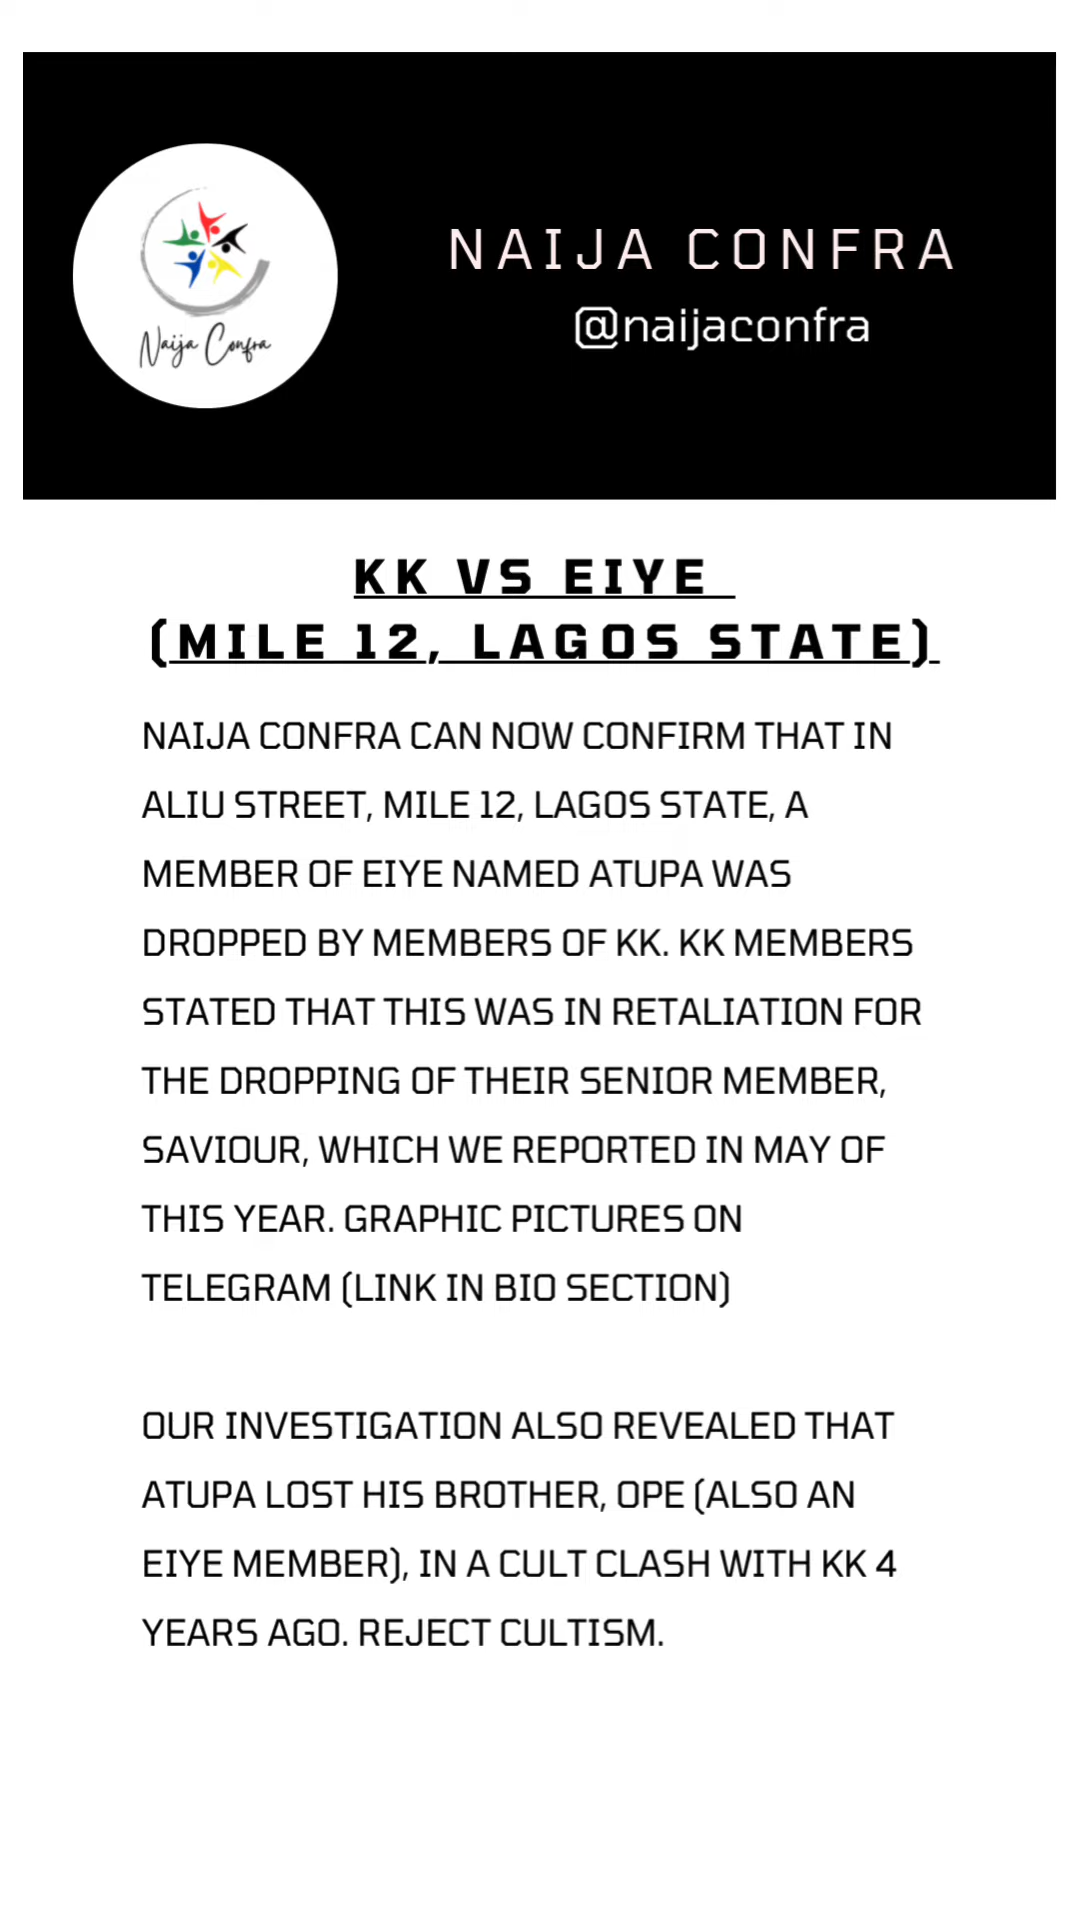 Naija Confra
NAIJA CONFRA
@naijaconfra
KK VS EIYE
(MILE 12, LAGOS STATE)
NAIJA CONFRA CAN NOW CONFIRM THAT IN
ALIU STREET, MILE 12, LAGOS STATE, A
MEMBER OF EIYE NAMED ATUPA WAS
DROPPED BY MEMBERS OF KK. KK MEMBERS
STATED THAT THIS WAS IN RETALIATION FOR
THE DROPPING OF THEIR SENIOR MEMBER,
SAVIOUR, WHICH WE REPORTED IN MAY OF
THIS YEAR. GRAPHIC PICTURES ON
TELEGRAM (LINK IN BIO SECTION)
OUR INVESTIGATION ALSO REVEALED THAT
ATUPA LOST HIS BROTHER, OPE (ALSO AN
EIYE MEMBER), IN A CULT CLASH WITH KK 4
YEARS AGO. REJECT CULTISM.